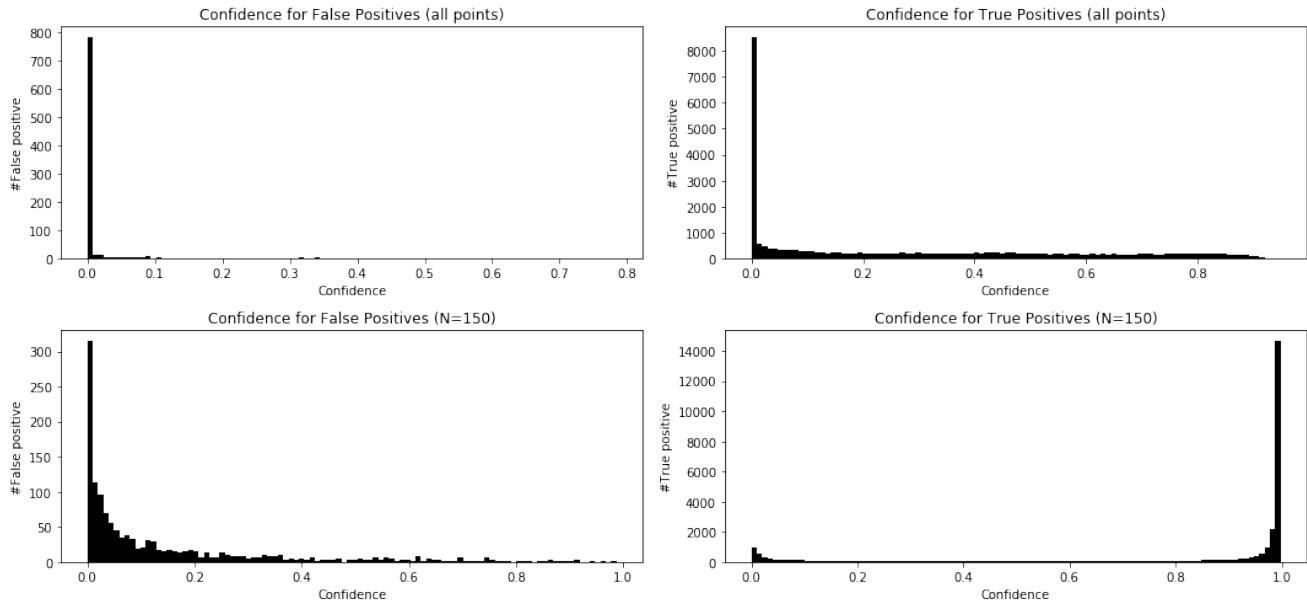 Confidence for False Positives (all points)
#False positive
800
700
600
500
400
300
200
100
0
0.0 0.1 0.2 0.3 0.4 0.5 0.6 0.7 0.8
Confidence
Confidence for True Positives (all points)
#True positive
8000
7000
6000
5000
4000
3000
2000
1000
0
0.0 0.2 0.4 0.6 0.8
Confidence
Confidence for False Positives (N=150)
#False positive
300
250
200
150
100
50
0
0.0 0.2 0.4 0.6 0.8 1.0
Confidence
Confidence for True Positives (N=150)
#True positive
14000
12000
10000
8000
6000
4000
2000
0
0.0 0.2 0.4 0.6 0.8 1.0
Confidence